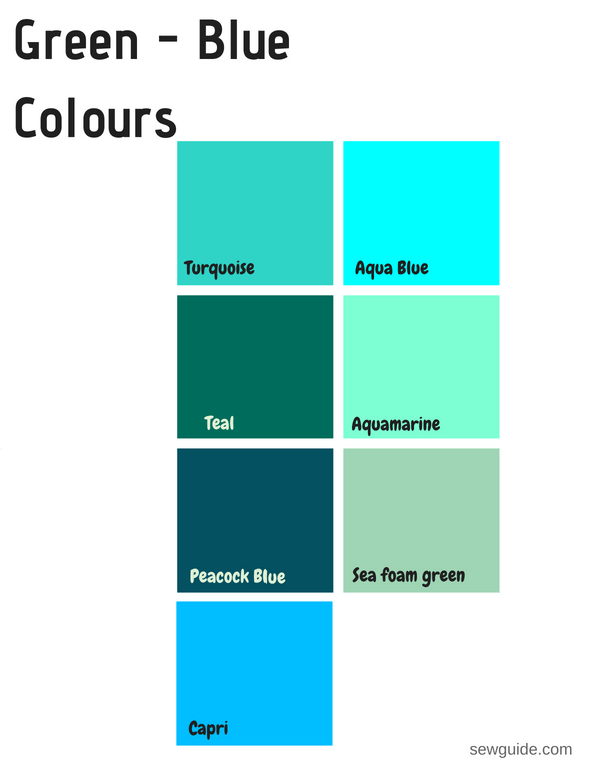 Green - Blue
Colours
Turquoise
Aqua Blue
Teal
Aquamarine
Peacock Blue
Sea foam green
Capri
sewguide.com